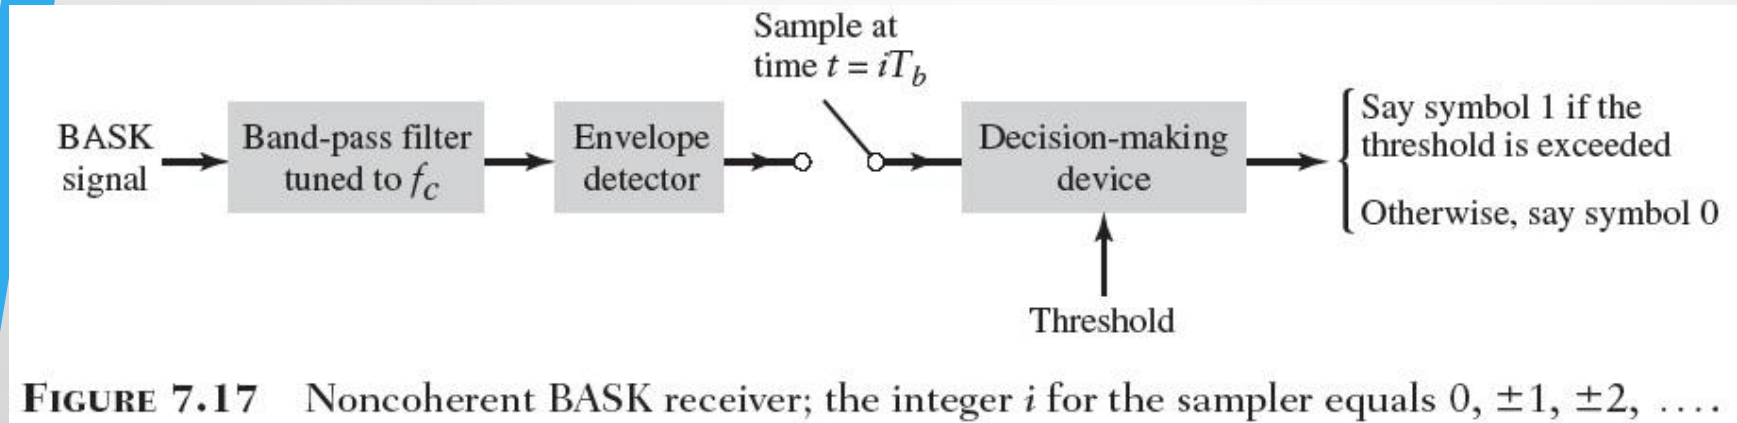 Sample at
time t = iT_b
BASK
signal
Band-pass filter
tuned to f_c
Envelope
detector
Decision-making
device
Say symbol 1 if the
threshold is exceeded
Otherwise, say symbol 0
Threshold
FIGURE 7.17 Noncoherent BASK receiver; the integer i for the sampler equals 0, ±1, ±2, ....